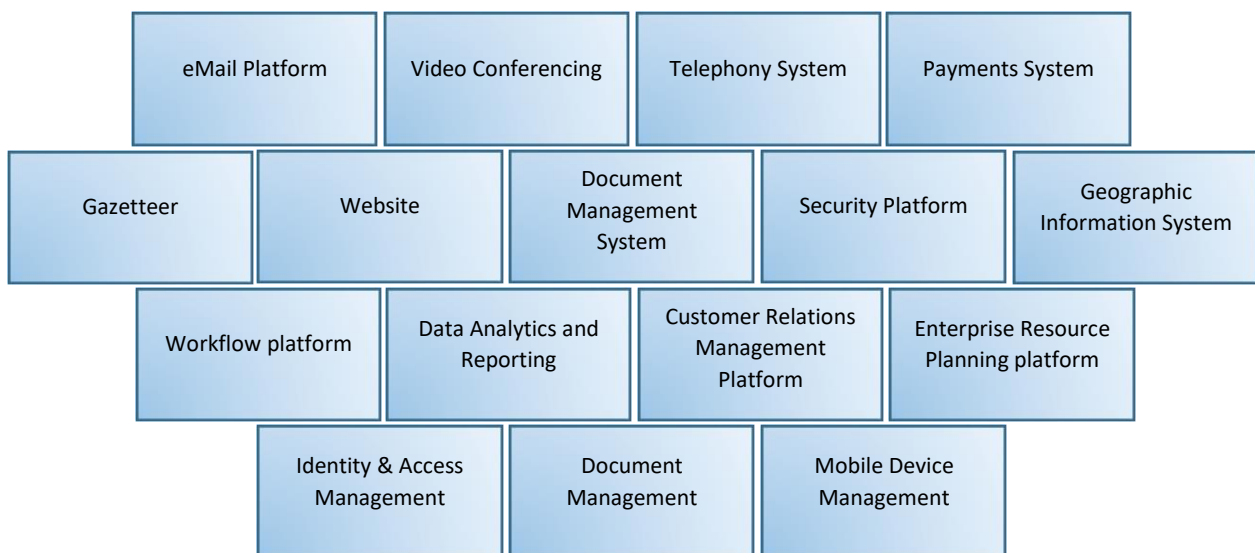 eMail Platform
Video Conferencing
Telephony System
Payments System
Gazetteer
Website
Document
Management
System
Security Platform
Geographic
Information System
Workflow platform
Data Analytics and
Reporting
Customer Relations
Management
Platform
Enterprise Resource
Planning platform
Identity & Access
Management
Document
Management
Mobile Device
Management